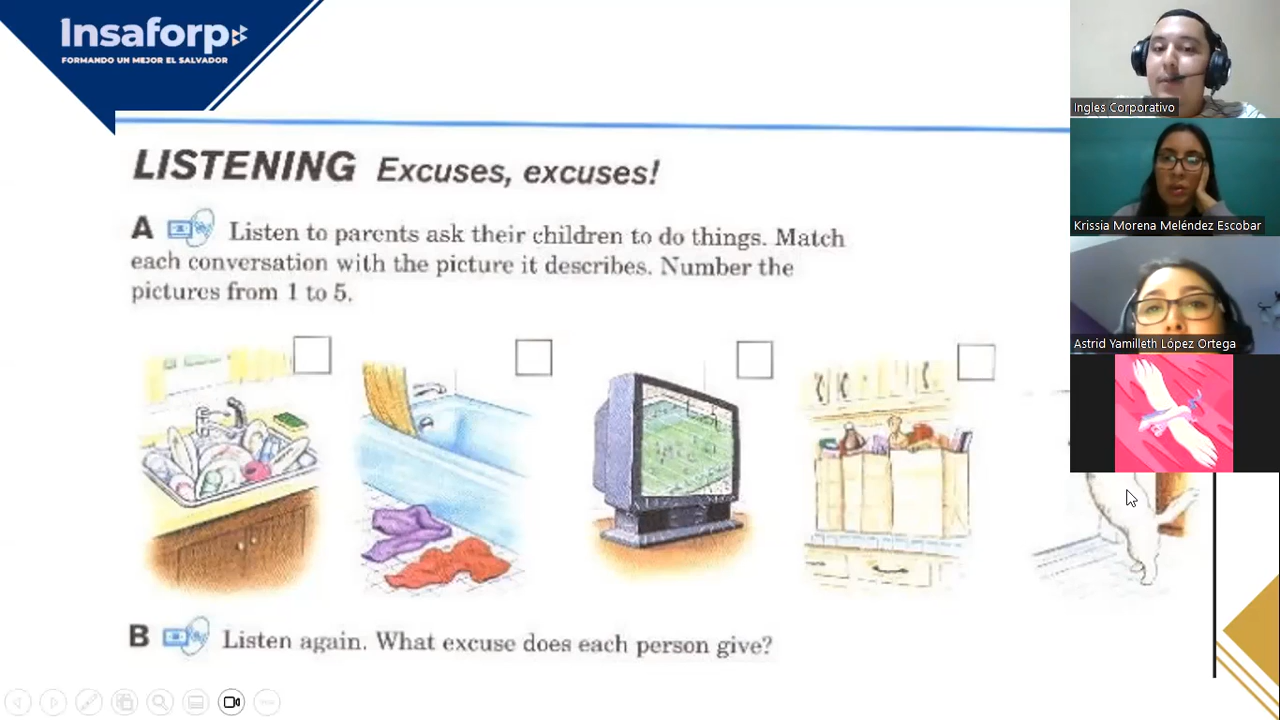 Insaforp
FORMANDO UN MEJOR EL SALVADOR
LISTENING Excuses, excuses!
A Listen to parents ask their children to do things. Match
each conversation with the picture it describes. Number the
pictures from 1 to 5.
B Listen again. What excuse does each person give?
Ingles Corporativo
Krissia Morena Meléndez Escobar
Astrid Yamilleth López Ortega